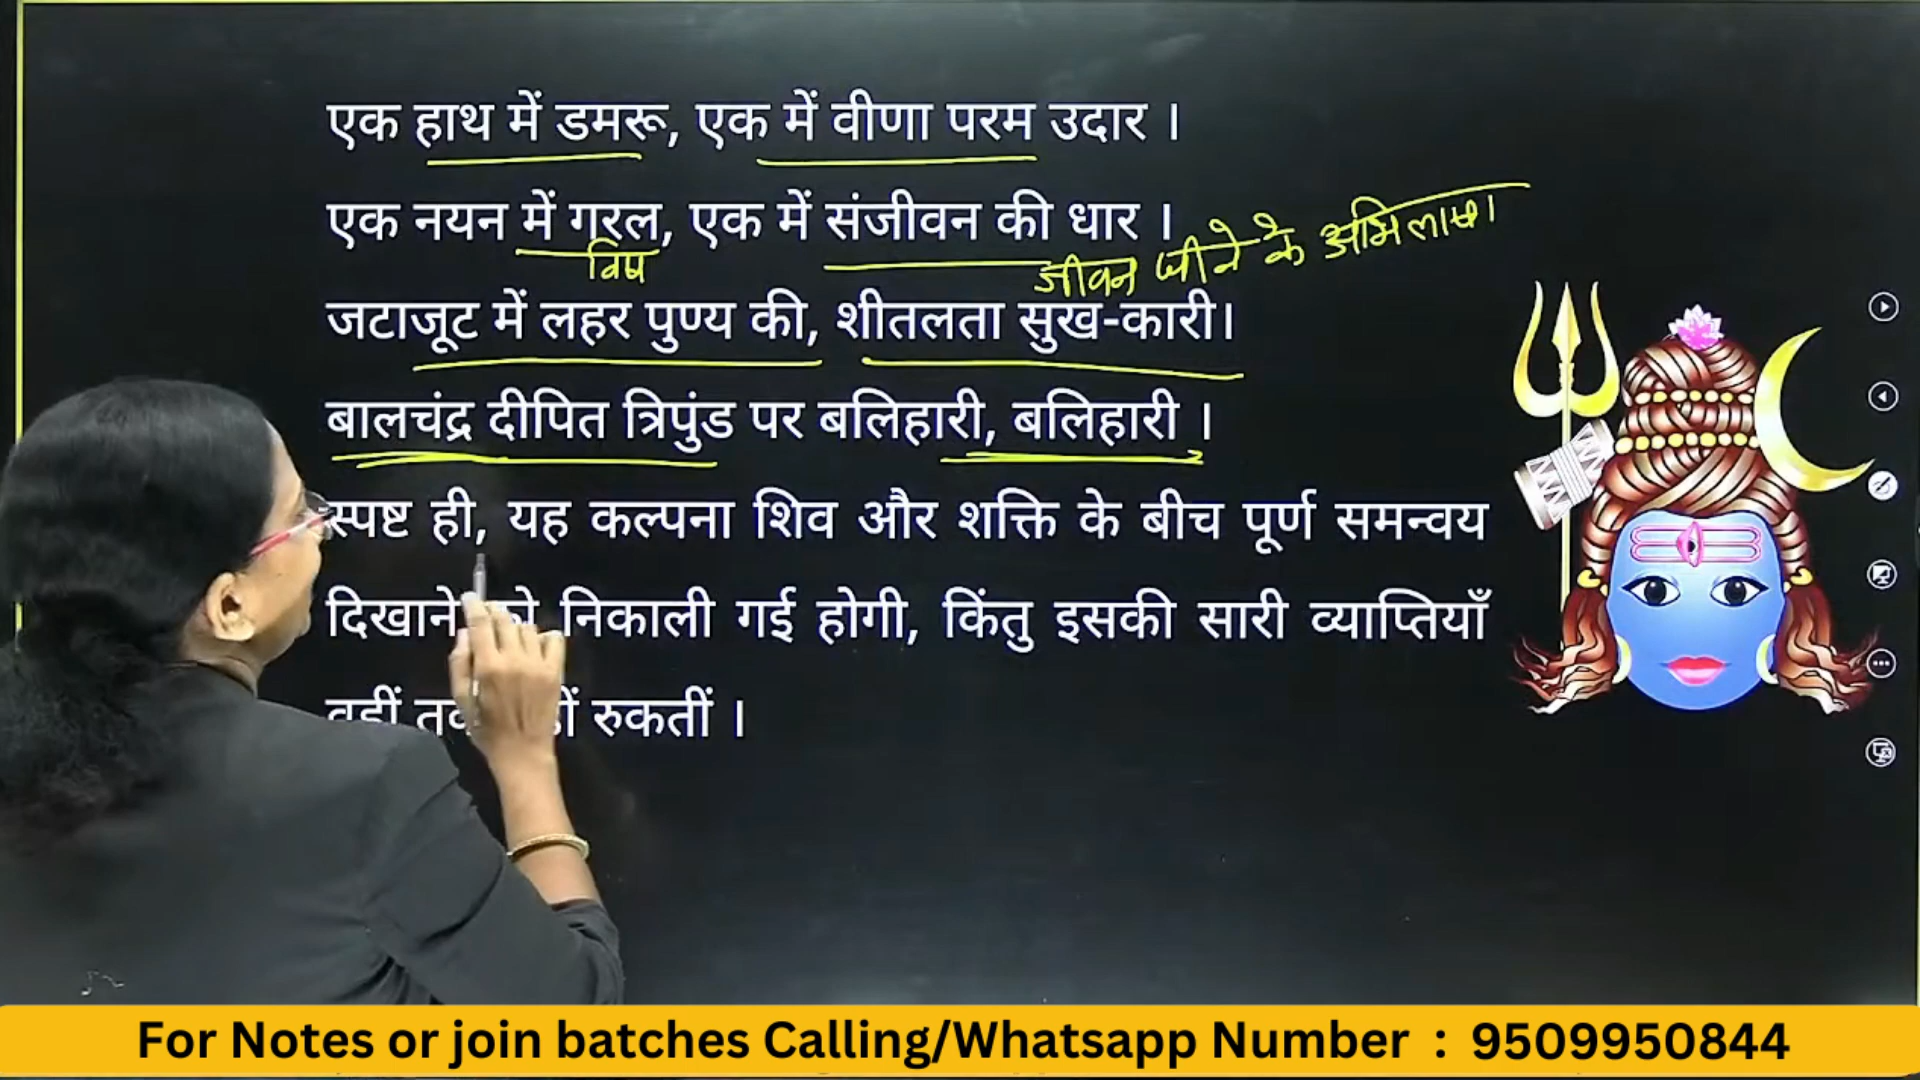 एक हाथ में डमरू, एक में वीणा परम उदार ।
एक नयन में गरल, एक में संजीवन की धार ।
विष
जीवन जीने के अभिलाषा
जटाजूट में लहर पुण्य की, शीतलता सुख-कारी।
बालचंद्र दीपित त्रिपुंड पर बलिहारी, बलिहारी ।
स्पष्ट ही, यह कल्पना शिव और शक्ति के बीच पूर्ण समन्वय
दिखाने निकाली गई होगी, किंतु इसकी सारी व्याप्तियाँ
रुकतीं ।
For Notes or join batches Calling/Whatsapp Number : 9509950844